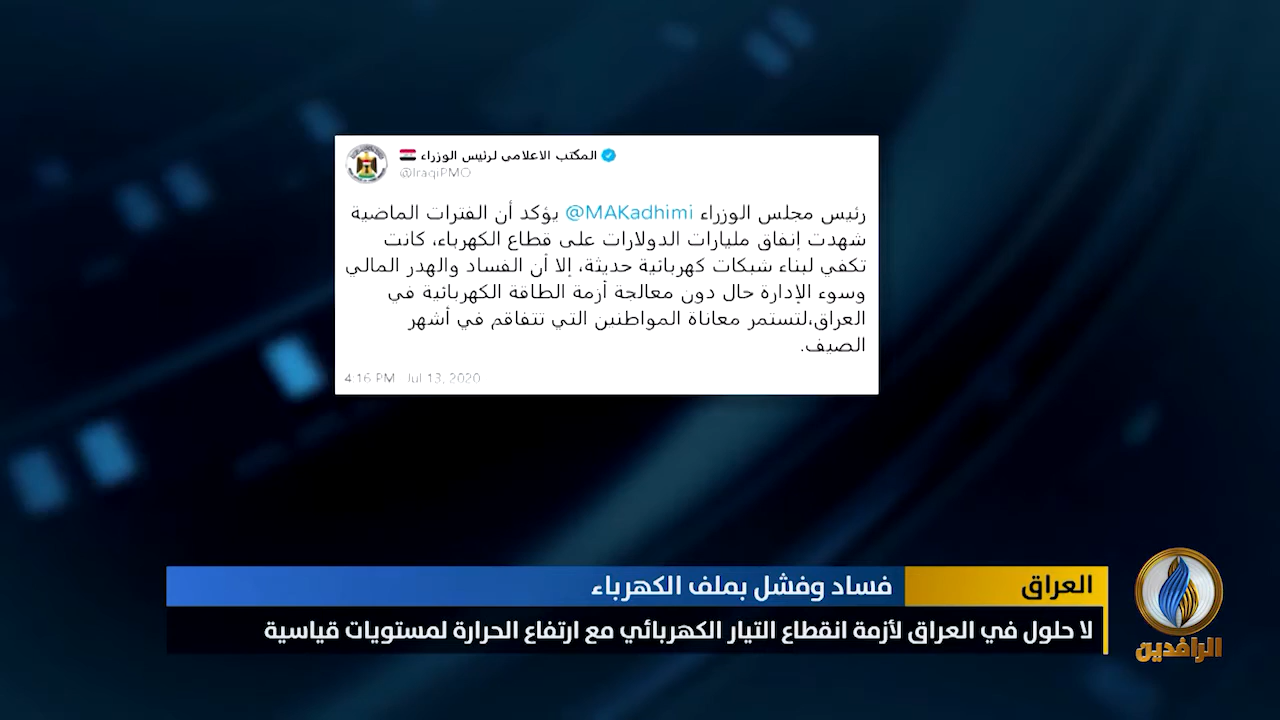 المكتب الاعلامي لرئيس الوزراء
@IraqiPMO
رئيس مجلس الوزراء @MAKadhimi يؤكد أن الفترات الماضية
شهدت إنفاق مليارات الدولارات على قطاع الكهرباء، كانت
تكفي لبناء شبكات كهربائية حديثة، إلا أن الفساد والهدر المالي
وسوء الإدارة حال دون معالجة أزمة الطاقة الكهربائية في
العراق،لتستمر معاناة المواطنين التي تتفاقم في أشهر
الصيف.
4:16 PM Jul 13, 2020
العراق
فساد وفشل بملف الكهرباء
لا حلول في العراق لأزمة انقطاع التيار الكهربائي مع ارتفاع الحرارة لمستويات قياسية
الرافدين